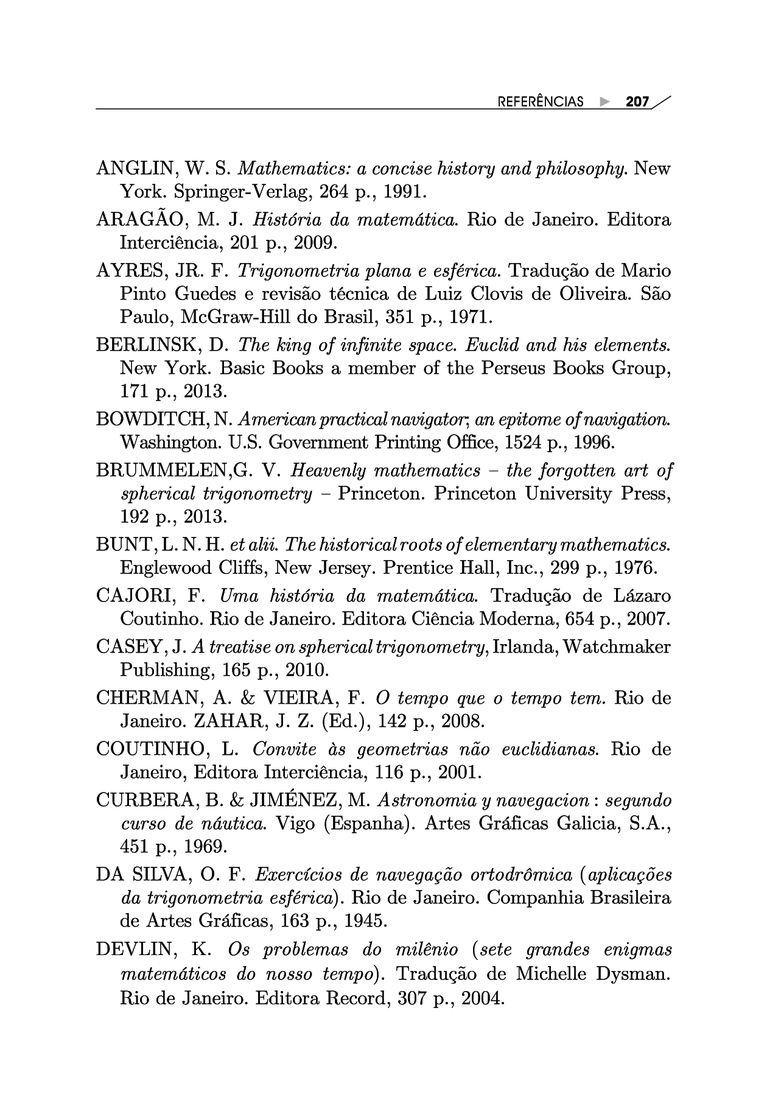 REFERÊNCIAS ▶ 207
ANGLIN, W. S. Mathematics: a concise history and philosophy. New
York. Springer-Verlag, 264 p., 1991.
ARAGÃO, M. J. História da matemática. Rio de Janeiro. Editora
Interciência, 201 p., 2009.
AYRES, JR. F. Trigonometria plana e esférica. Tradução de Mario
Pinto Guedes e revisão técnica de Luiz Clovis de Oliveira. São
Paulo, McGraw-Hill do Brasil, 351 p., 1971.
BERLINSK, D. The king of infinite space. Euclid and his elements.
New York. Basic Books a member of the Perseus Books Group,
171 p., 2013.
BOWDITCH, N. American practical navigator; an epitome of navigation.
Washington. U.S. Government Printing Office, 1524 p., 1996.
BRUMMELEN,G. V. Heavenly mathematics – the forgotten art of
spherical trigonometry – Princeton. Princeton University Press,
192 p., 2013.
BUNT, L. N. H. et alii. The historical roots of elementary mathematics.
Englewood Cliffs, New Jersey. Prentice Hall, Inc., 299 p., 1976.
CAJORI, F. Uma história da matemática. Tradução de Lázaro
Coutinho. Rio de Janeiro. Editora Ciência Moderna, 654 p., 2007.
CASEY, J. A treatise on spherical trigonometry, Irlanda, Watchmaker
Publishing, 165 p., 2010.
CHERMAN, A. & VIEIRA, F. O tempo que o tempo tem. Rio de
Janeiro. ZAHAR, J. Z. (Ed.), 142 p., 2008.
COUTINHO, L. Convite às geometrias não euclidianas. Rio de
Janeiro, Editora Interciência, 116 p., 2001.
CURBERA, B. & JIMÉNEZ, M. Astronomia y navegacion : segundo
curso de náutica. Vigo (Espanha). Artes Gráficas Galicia, S.A.,
451 p., 1969.
DA SILVA, O. F. Exercícios de navegação ortodrômica (aplicações
da trigonometria esférica). Rio de Janeiro. Companhia Brasileira
de Artes Gráficas, 163 p., 1945.
DEVLIN, K. Os problemas do milênio (sete grandes enigmas
matemáticos do nosso tempo). Tradução de Michelle Dysman.
Rio de Janeiro. Editora Record, 307 p., 2004.